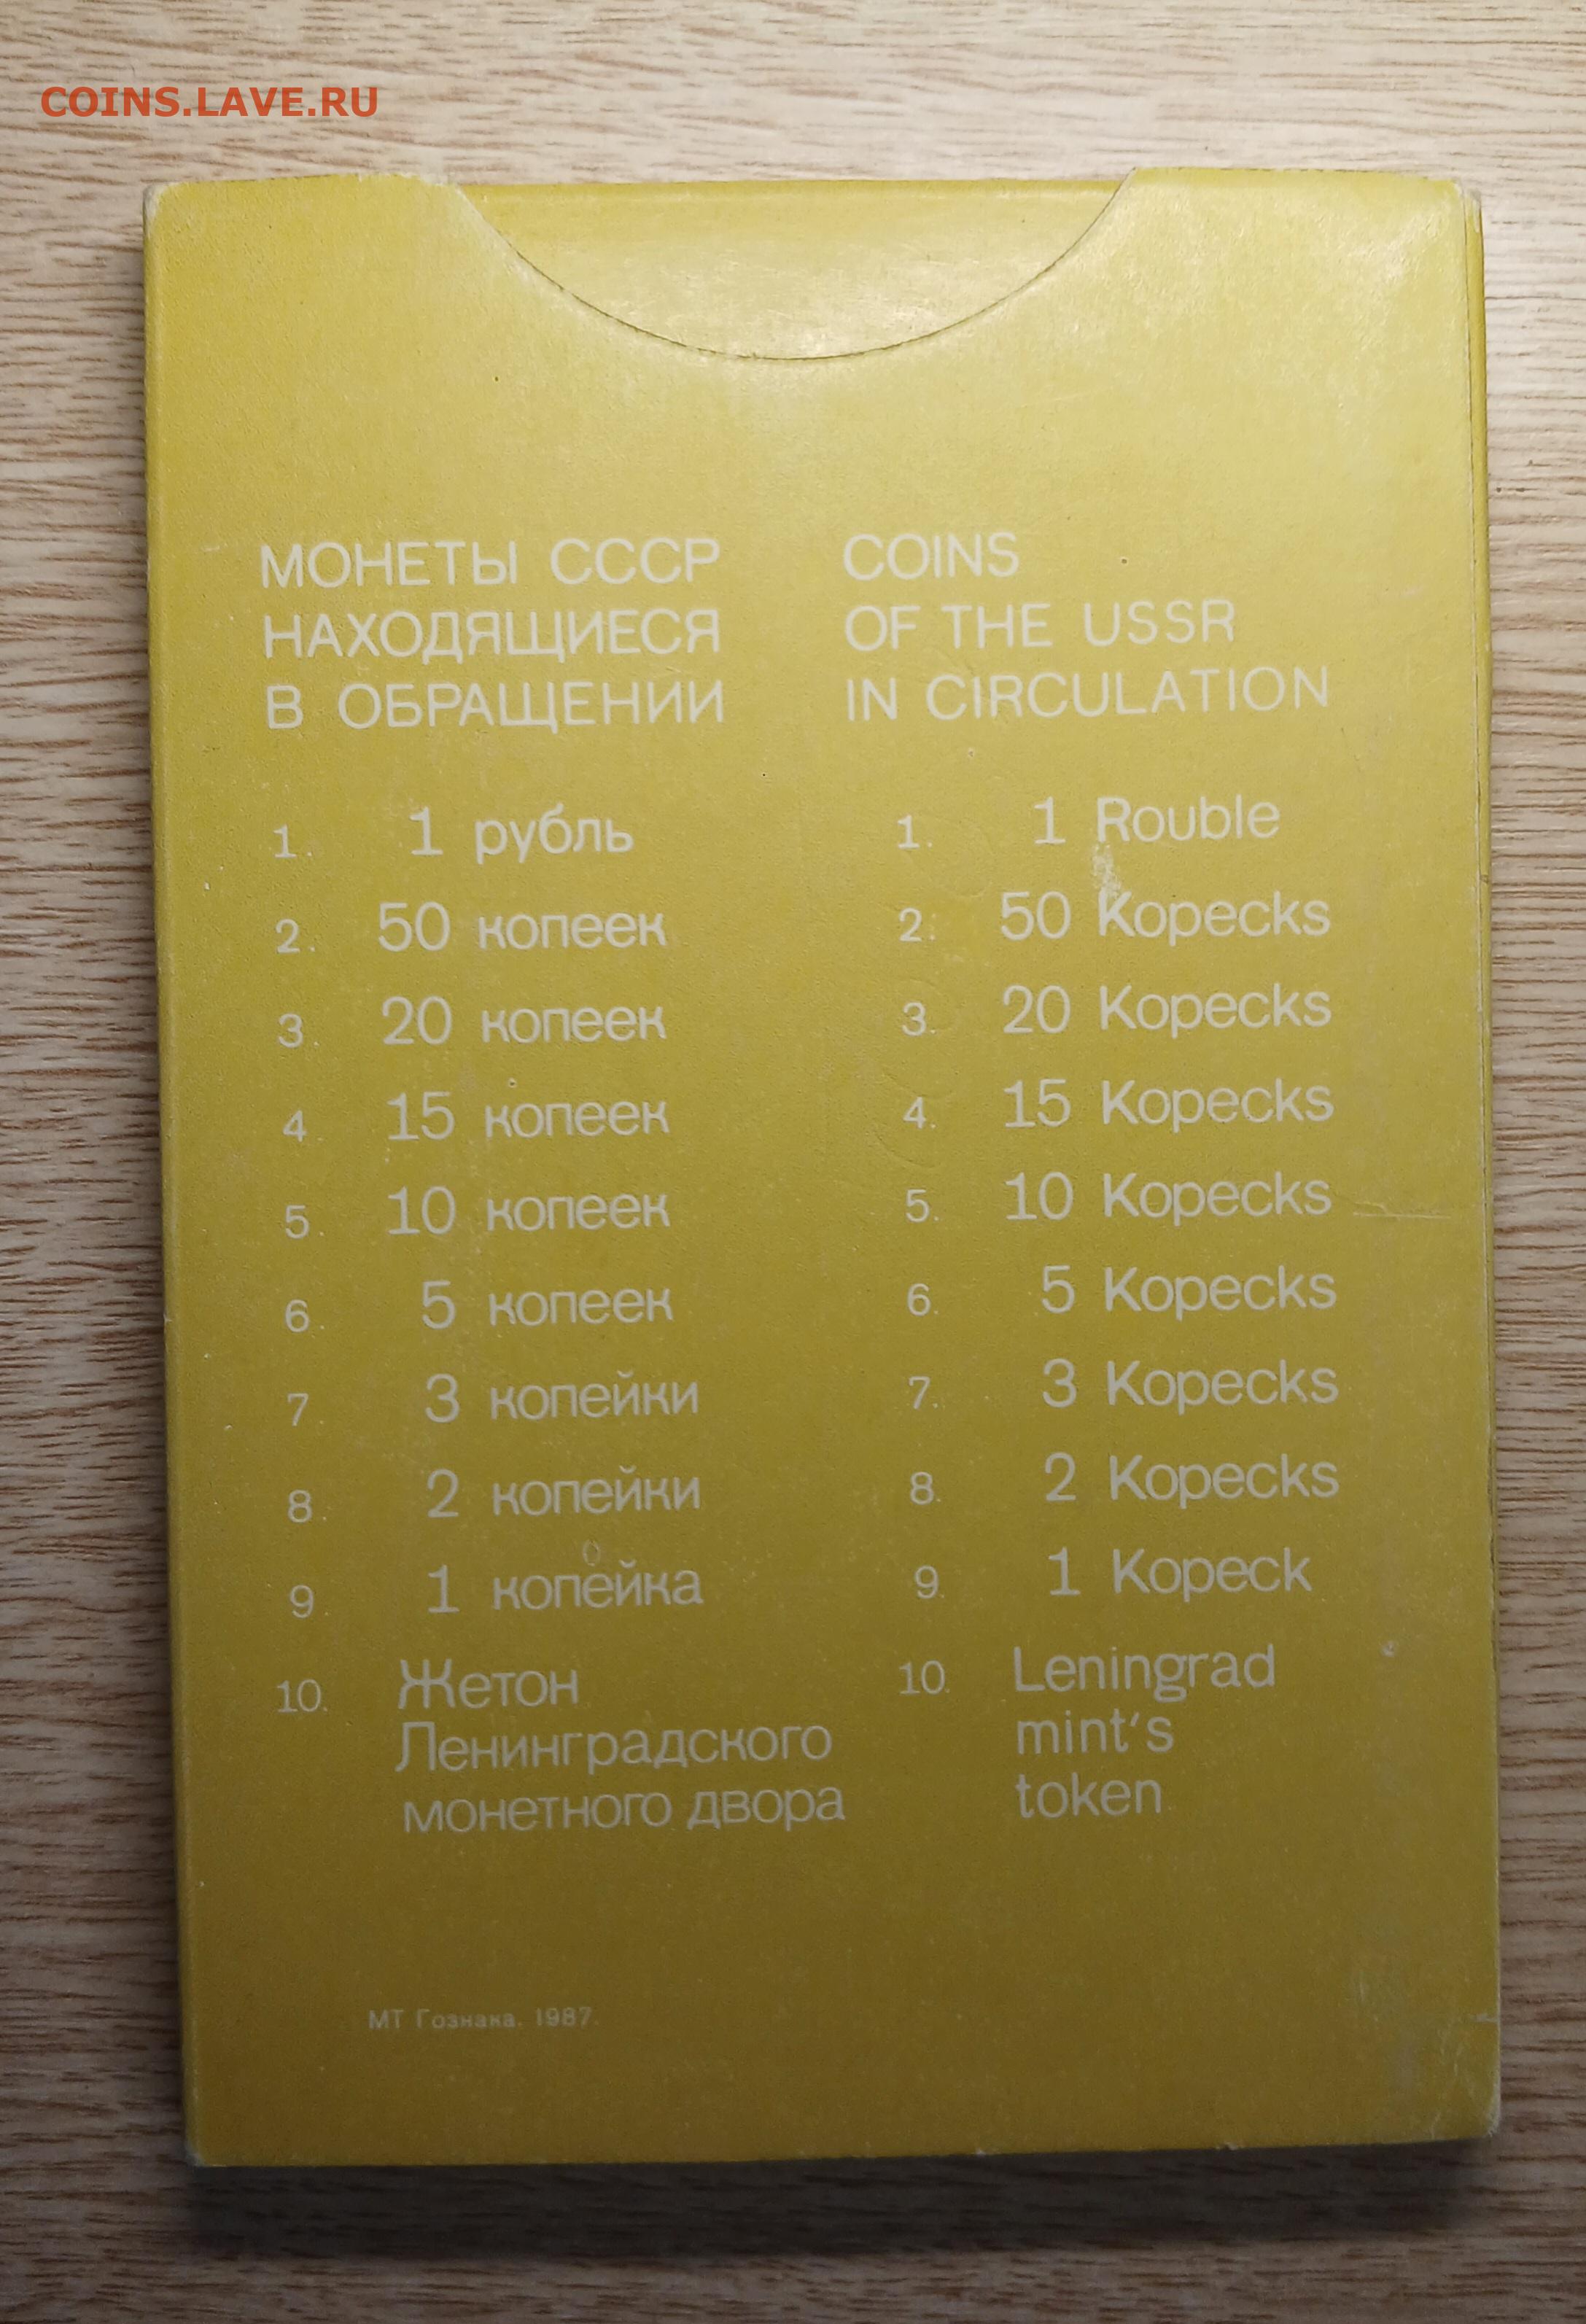 COINS.LAVE.RU
МОНЕТЫ СССР
НАХОДЯЩИЕСЯ
В ОБРАЩЕНИИ
1. 1 рубль
2. 50 копеек
3 20 копеек
4. 15 копеек
5. 10 копеек
6. 5 копеек
7. 3 копейки
8. 2 копейки
9. 1 копейка
10. Жетон
Ленинградского
монетного двора
COINS
OF THE USSR
IN CIRCULATION
1. 1 Rouble
2. 50 Kopecks
3. 20 Kopecks
4. 15 Kopecks
5. 10 Kopecks
6. 5 Kopecks
7. 3 Kopecks
8. 2 Kopecks
9. 1 Kopeck
10. Leningrad
mint's
token
МТ Гознака. 1987.